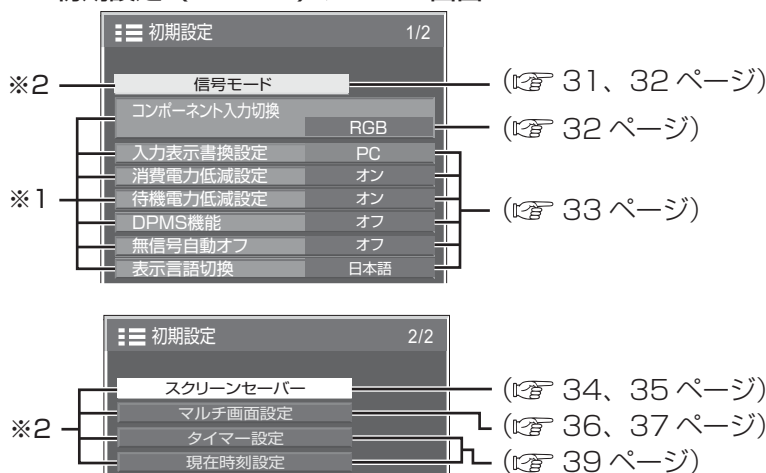 初期設定 1/2
※2 信号モード (☞ 31、32 ページ)
コンポーネント入力切換
RGB (☞ 32 ページ)
入力表示書換設定 PC
消費電力低減設定 オン
※1 待機電力低減設定 オン (☞ 33 ページ)
DPMS機能 オフ
無信号自動オフ オフ
表示言語切換 日本語
初期設定 2/2
スクリーンセーバー (☞ 34、35 ページ)
マルチ画面設定 (☞ 36、37 ページ)
※2 タイマー設定
現在時刻設定 (☞ 39 ページ)